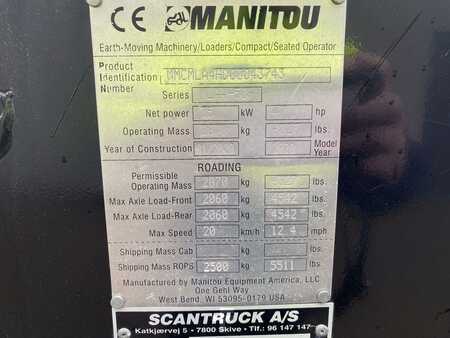 CE MANITOU
Earth-Moving Machinery/Loaders/Compact/Seated Operator
Product
Identification
Number
Series
Net power kW hp
Operating Mass lbs.
Year of Construction Model
Year
ROADING
Permissible
Operating Mass 2870 kg lbs.
Max Axle Load-Front 2060 kg 4542 lbs.
Max Axle Load-Rear 2060 kg 4542 lbs.
Max Speed 20 km/h 12.4 mph
Shipping Mass Cab kg lbs.
Shipping Mass ROPS 2500 kg 5511 lbs.
Manufactured by Manitou Equipment America, LLC
One Gehl Way
West Bend, WI 53095-0179 USA
SCANTRUCK A/S
Katkjærvej 5 - 7800 Skive - Tlf.: 96 147 147